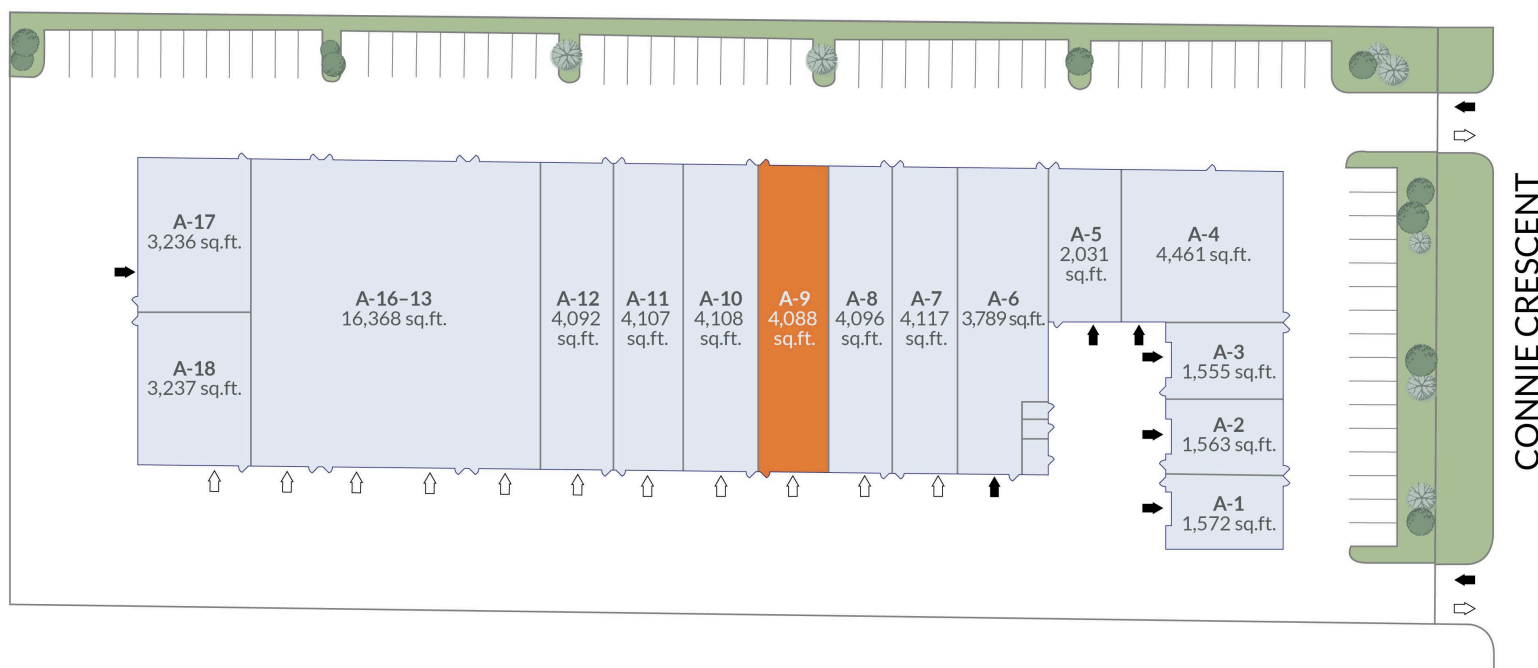 A-17
3,236 sq.ft.
A-18
3,237 sq.ft.
A-16–13
16,368 sq.ft.
A-12
4,092
sq.ft.
A-11
4,107
sq.ft.
A-10
4,108
sq.ft.
A-9
4,088
sq.ft.
A-8
4,096
sq.ft.
A-7
4,117
sq.ft.
A-6
3,789 sq.ft.
A-5
2,031
sq.ft.
A-4
4,461 sq.ft.
A-3
1,555 sq.ft.
A-2
1,563 sq.ft.
A-1
1,572 sq.ft.
CONNIE CRESCENT